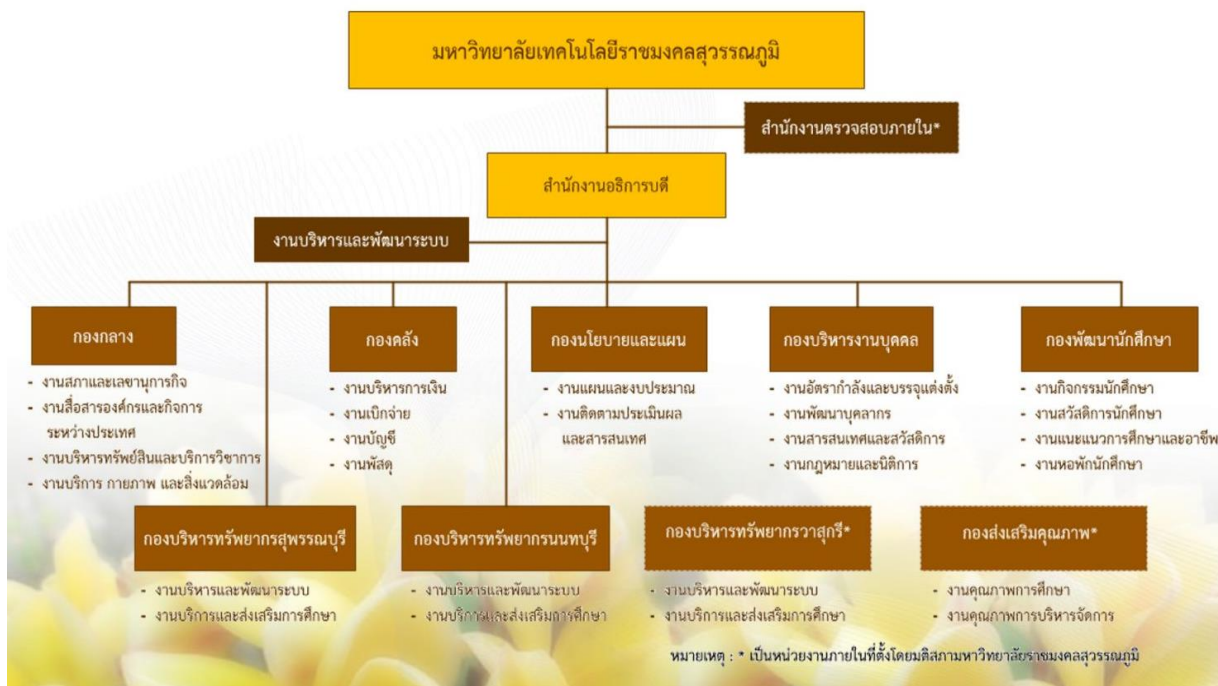 มหาวิทยาลัยเทคโนโลยีราชมงคลสุวรรณภูมิ
สำนักงานตรวจสอบภายใน*
สำนักงานอธิการบดี
งานบริหารและพัฒนาระบบ
กองกลาง
- งานสภาและเลขานุการกิจ
- งานสื่อสารองค์กรและกิจการ
ระหว่างประเทศ
- งานบริหารทรัพย์สินและบริการวิชาการ
- งานบริการ กายภาพ และสิ่งแวดล้อม
กองคลัง
- งานบริหารการเงิน
- งานเบิกจ่าย
- งานบัญชี
- งานพัสดุ
กองนโยบายและแผน
- งานแผนและงบประมาณ
- งานติดตามประเมินผล
และสารสนเทศ
กองบริหารงานบุคคล
- งานอัตรากำลังและบรรจุแต่งตั้ง
- งานพัฒนาบุคลากร
- งานสารสนเทศและสวัสดิการ
- งานกฎหมายและนิติการ
กองพัฒนานักศึกษา
- งานกิจกรรมนักศึกษา
- งานสวัสดิการนักศึกษา
- งานแนะแนวการศึกษาและอาชีพ
- งานหอพักนักศึกษา
กองบริหารทรัพยากรสุพรรณบุรี
- งานบริหารและพัฒนาระบบ
- งานบริการและส่งเสริมการศึกษา
กองบริหารทรัพยากรนนทบุรี
- งานบริหารและพัฒนาระบบ
- งานบริการและส่งเสริมการศึกษา
กองบริหารทรัพยากรวาสุกรี*
- งานบริหารและพัฒนาระบบ
- งานบริการและส่งเสริมการศึกษา
กองส่งเสริมคุณภาพ*
- งานคุณภาพการศึกษา
- งานคุณภาพการบริหารจัดการ
หมายเหตุ : * เป็นหน่วยงานภายในที่ตั้งโดยมติสภามหาวิทยาลัยราชมงคลสุวรรณภูมิ